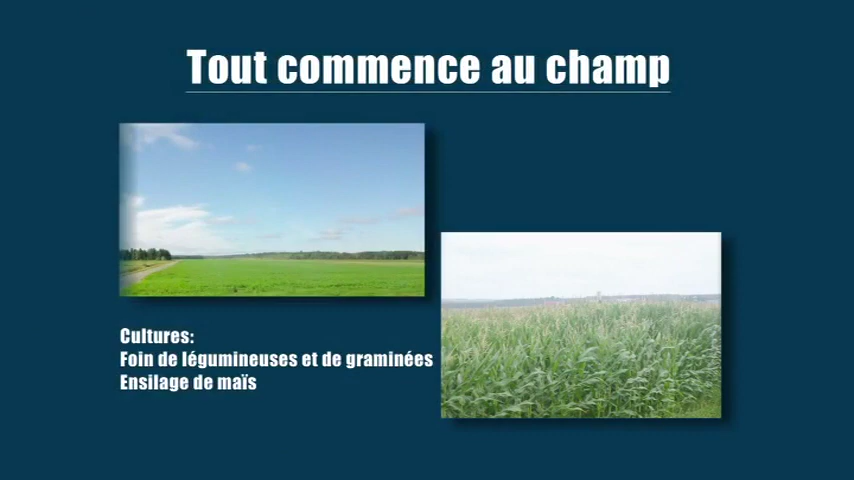 Tout commence au champ
Cultures:
Foin de légumineuses et de graminées
Ensilage de maïs